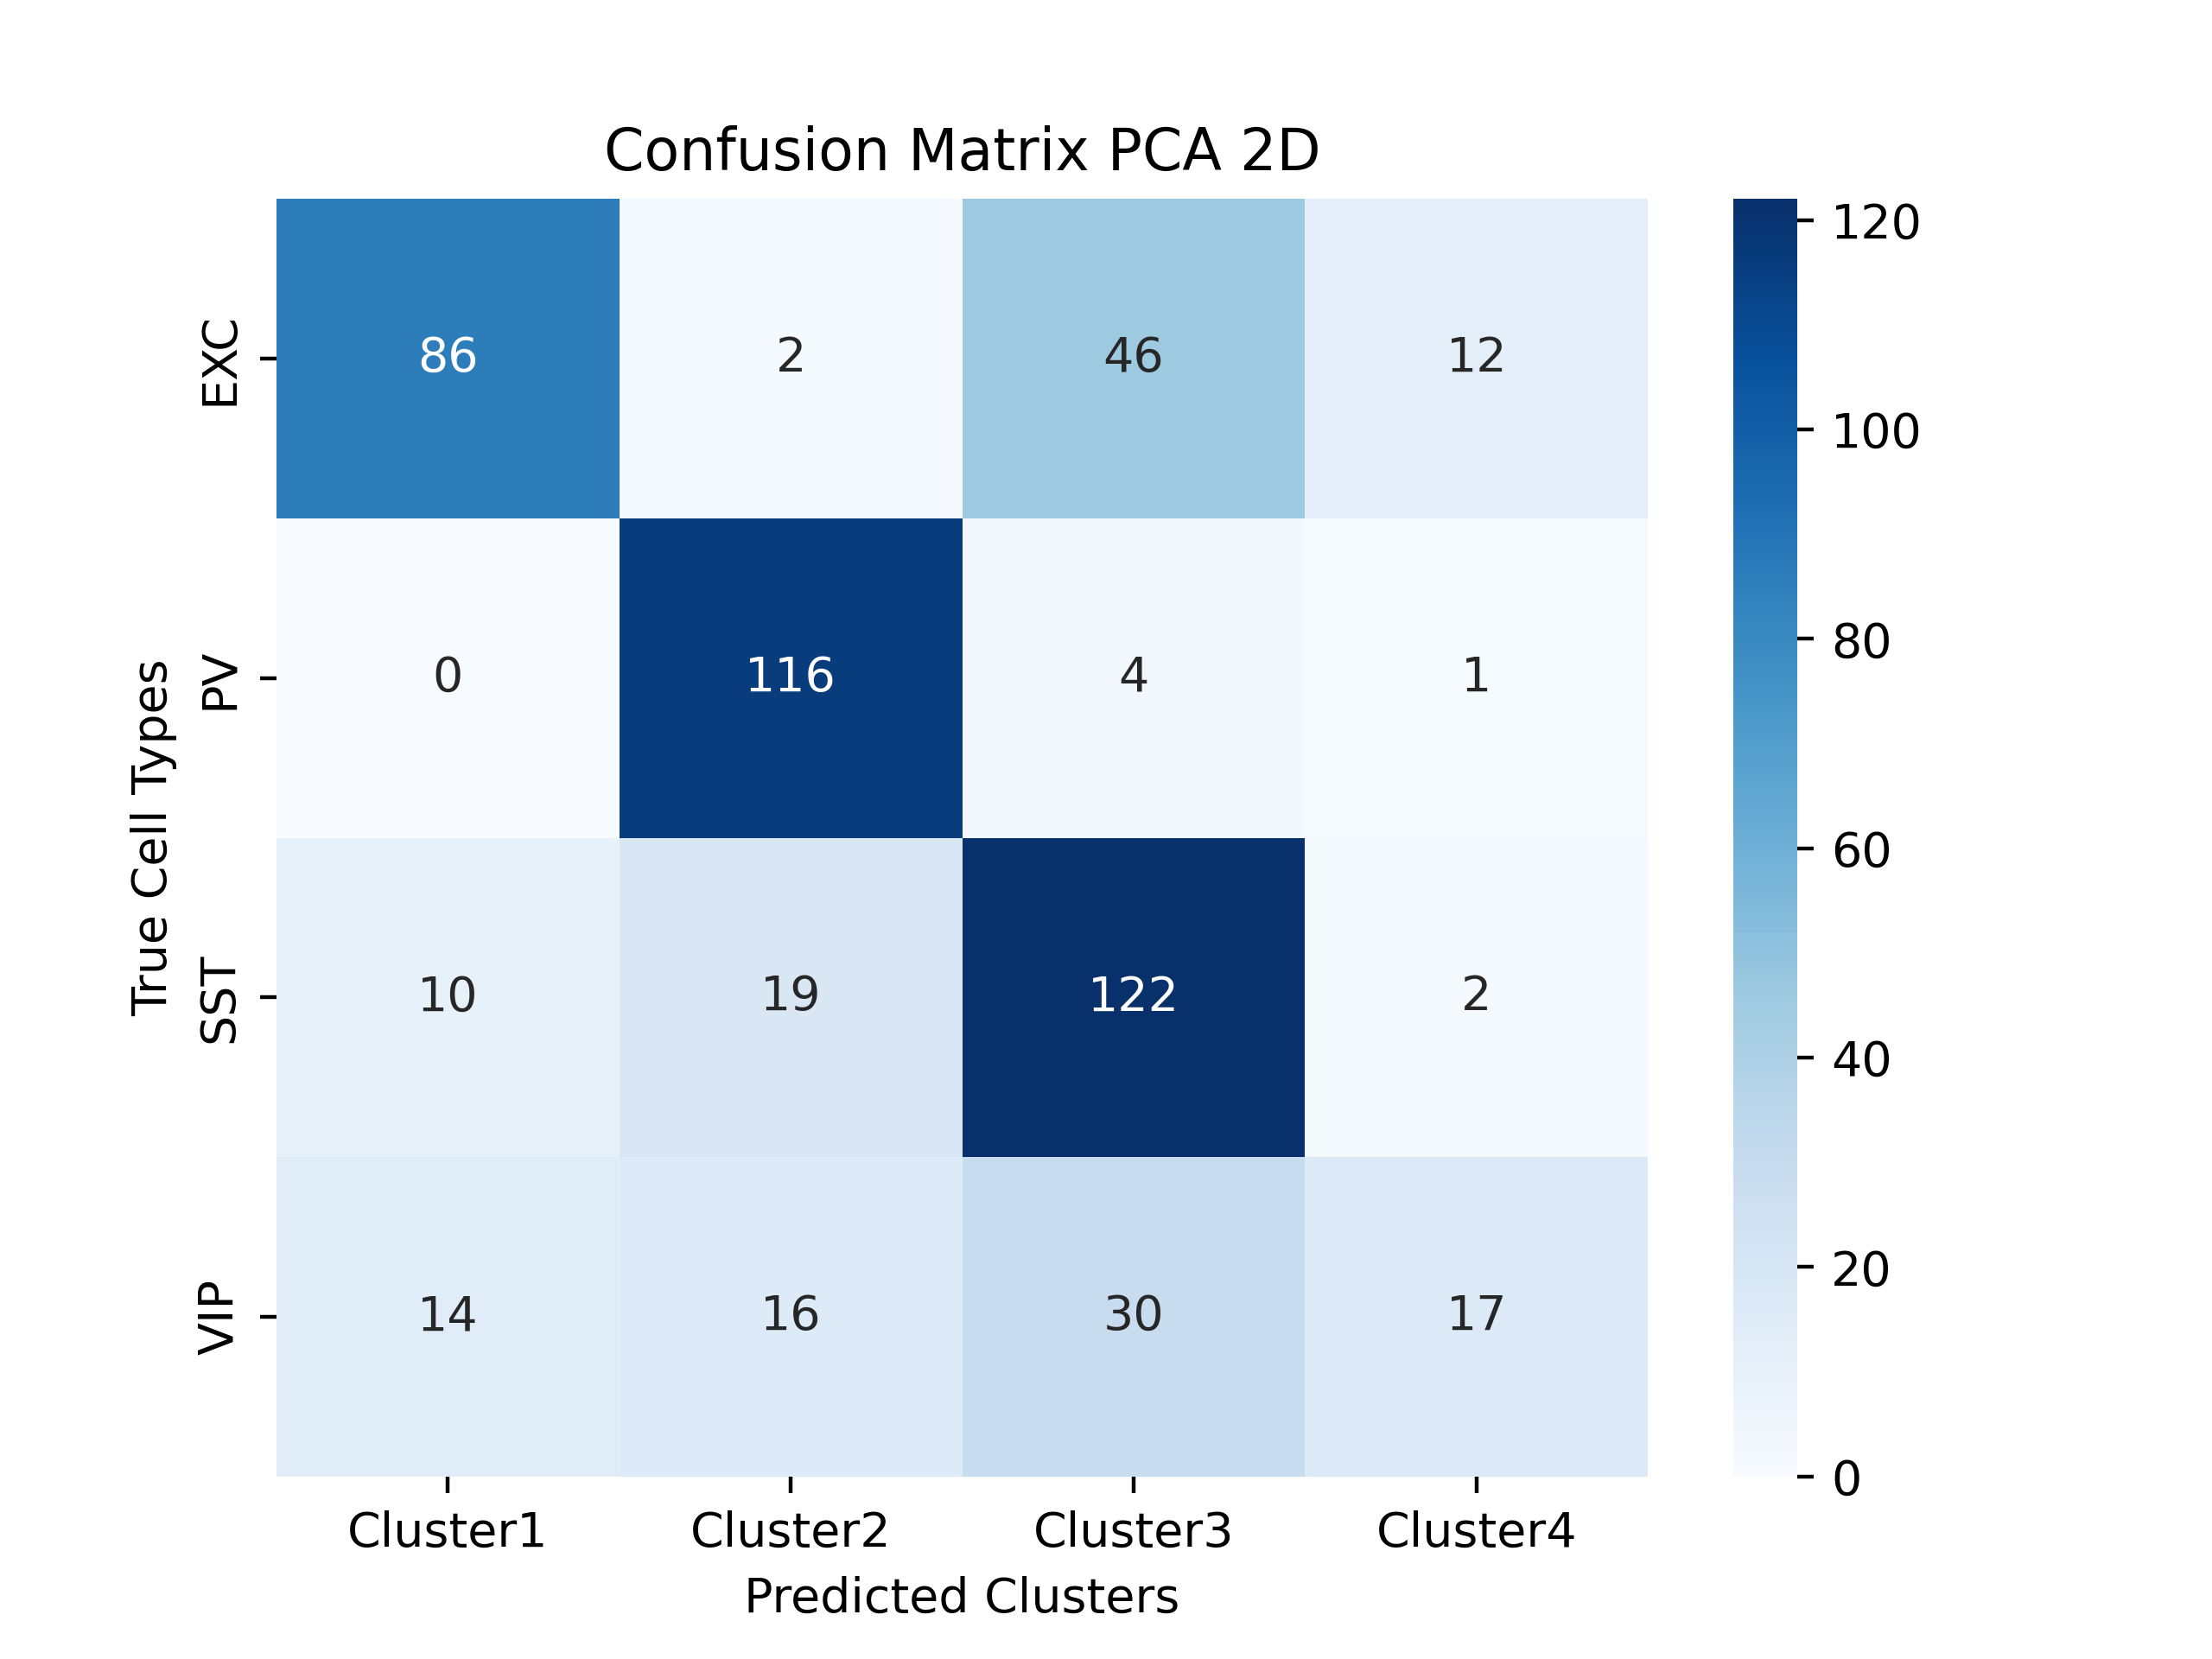 Confusion Matrix PCA 2D
True Cell Types
EXC
86 2 46 12
PV
0 116 4 1
SST
10 19 122 2
VIP
14 16 30 17
Cluster1 Cluster2 Cluster3 Cluster4
Predicted Clusters
120
100
80
60
40
20
0